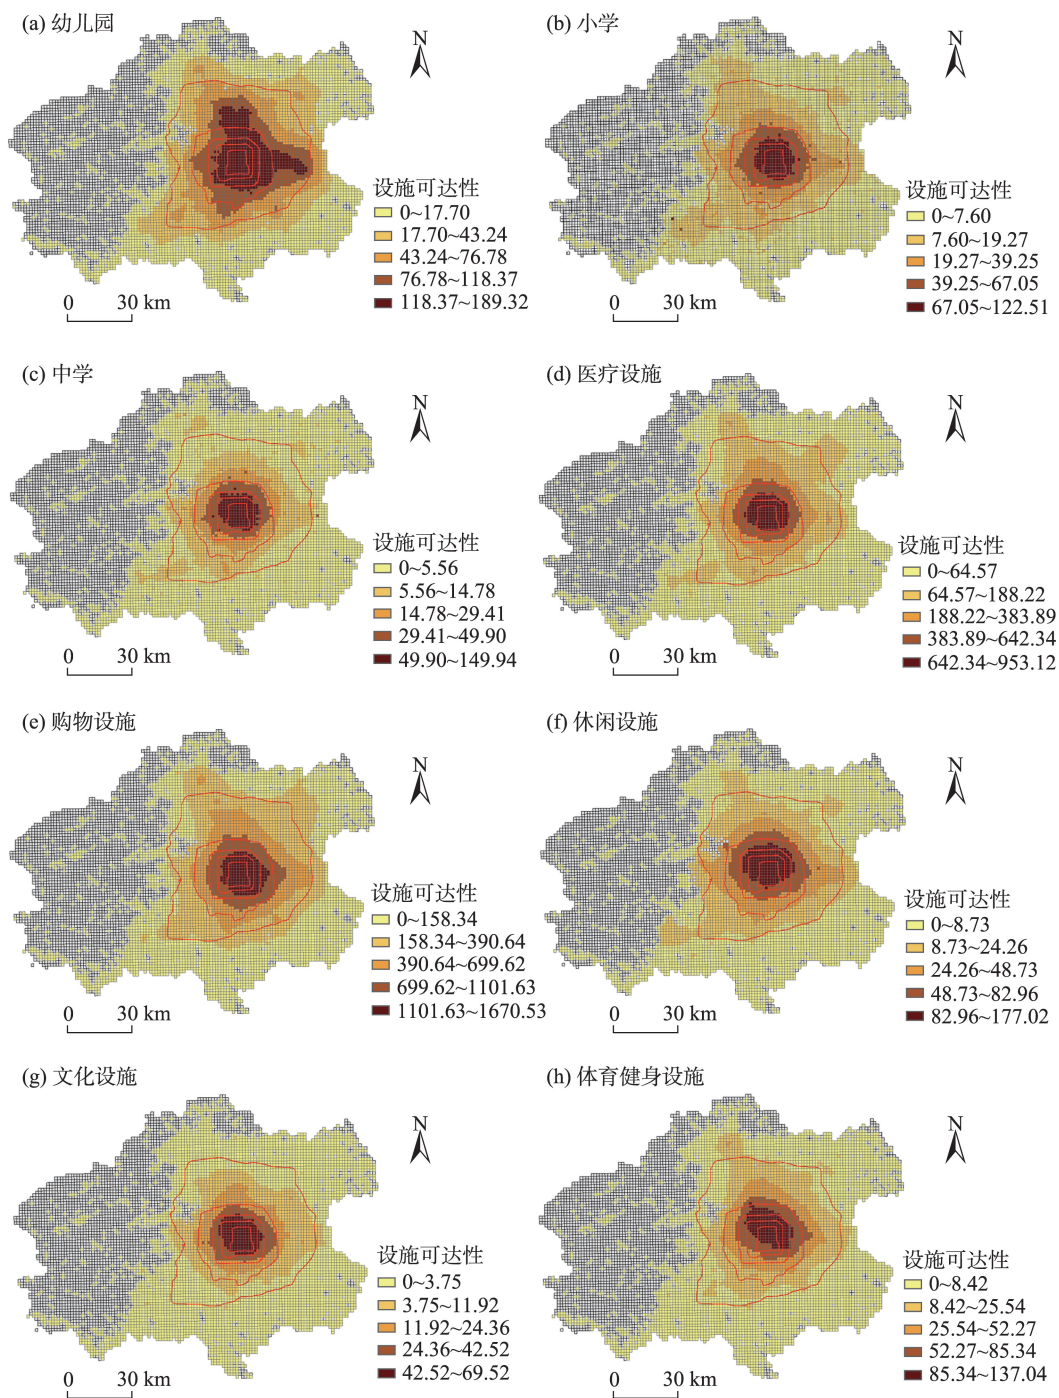 (a) 幼儿园
N
设施可达性
0~17.70
17.70~43.24
43.24~76.78
76.78~118.37
118.37~189.32
0 30 km
(b) 小学
N
设施可达性
0~7.60
7.60~19.27
19.27~39.25
39.25~67.05
67.05~122.51
0 30 km
(c) 中学
N
设施可达性
0~5.56
5.56~14.78
14.78~29.41
29.41~49.90
49.90~149.94
0 30 km
(d) 医疗设施
N
设施可达性
0~64.57
64.57~188.22
188.22~383.89
383.89~642.34
642.34~953.12
0 30 km
(e) 购物设施
N
设施可达性
0~158.34
158.34~390.64
390.64~699.62
699.62~1101.63
1101.63~1670.53
0 30 km
(f) 休闲设施
N
设施可达性
0~8.73
8.73~24.26
24.26~48.73
48.73~82.96
82.96~177.02
0 30 km
(g) 文化设施
N
设施可达性
0~3.75
3.75~11.92
11.92~24.36
24.36~42.52
42.52~69.52
0 30 km
(h) 体育健身设施
N
设施可达性
0~8.42
8.42~25.54
25.54~52.27
52.27~85.34
85.34~137.04
0 30 km